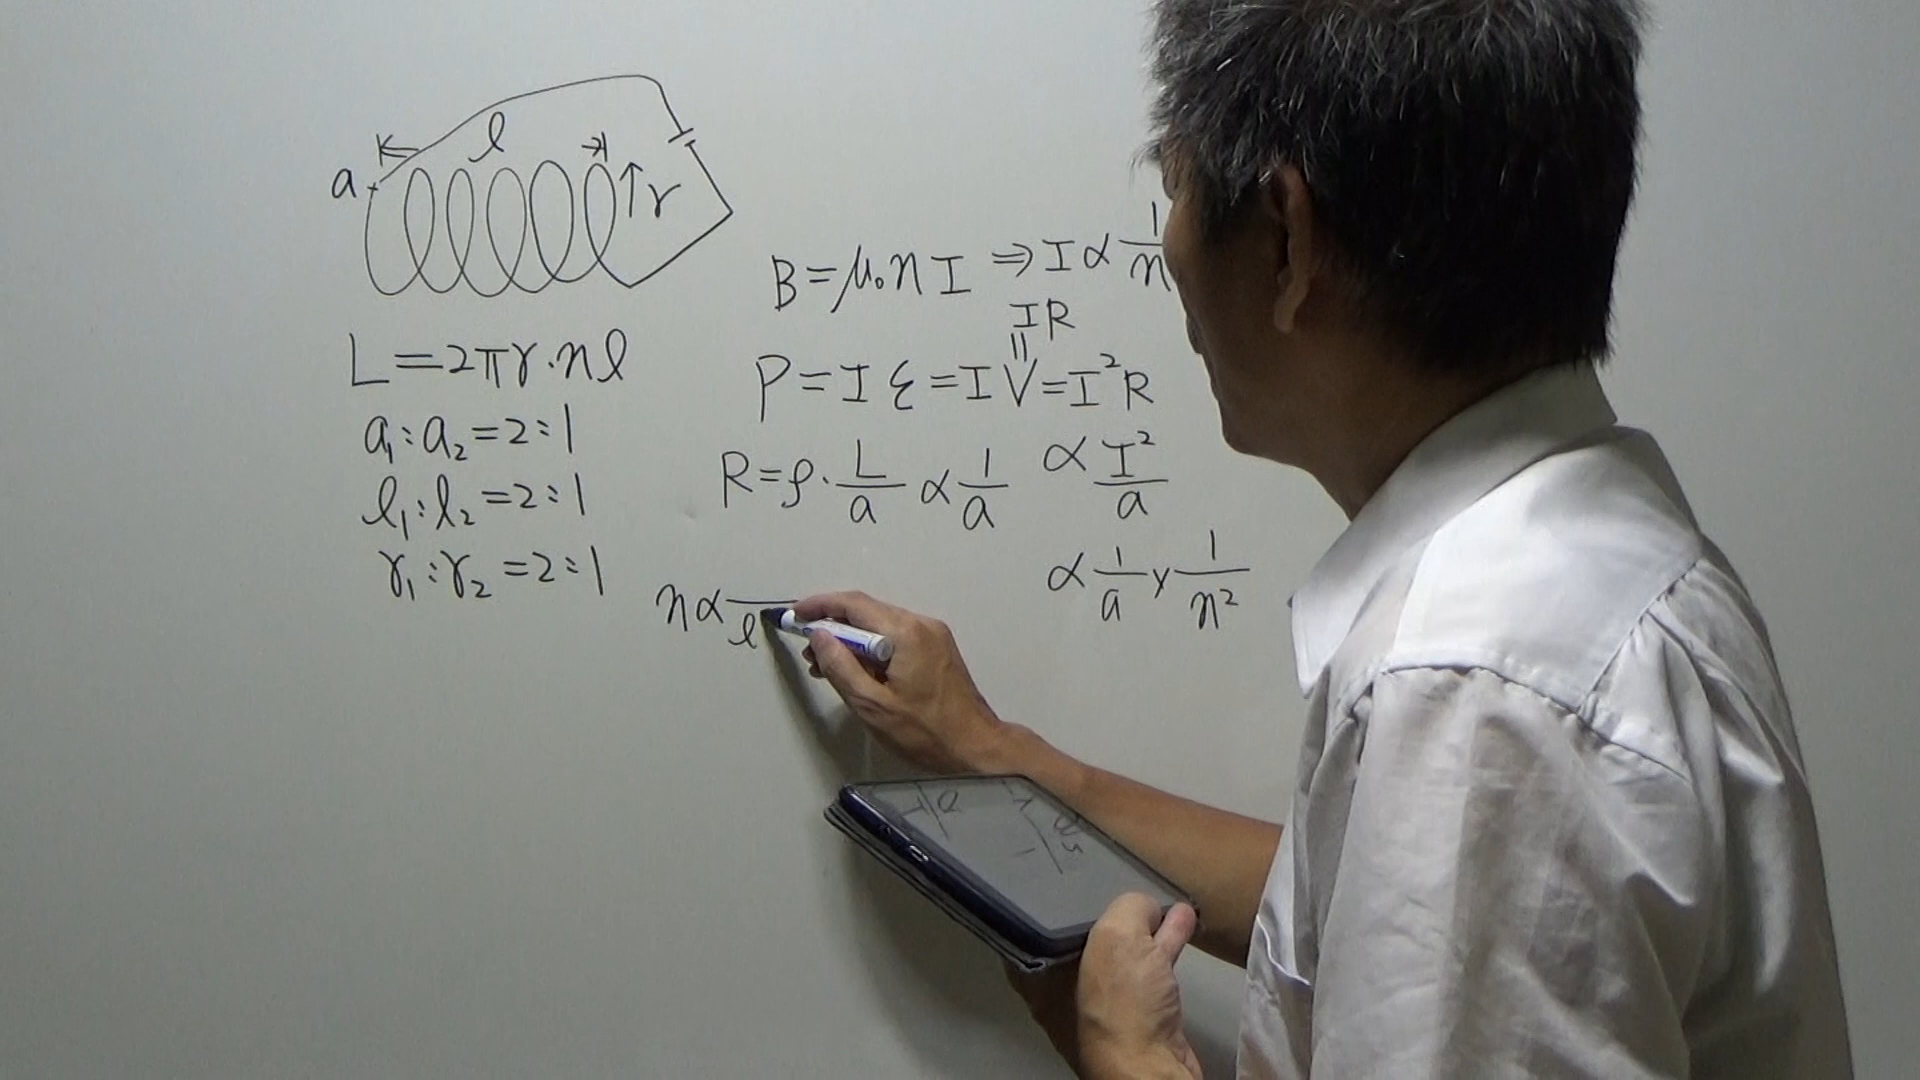 l
a
r
B=μ₀nI ⇒ I ∝ 1/n
L=2πr·nl
IR
||
P=Iε=IV=I²R
a₁:a₂=2:1
R=ρ·L/a ∝ 1/a
∝ I²/a
l₁:l₂=2:1
r₁:r₂=2:1
∝ 1/a × 1/n²
n ∝ /l